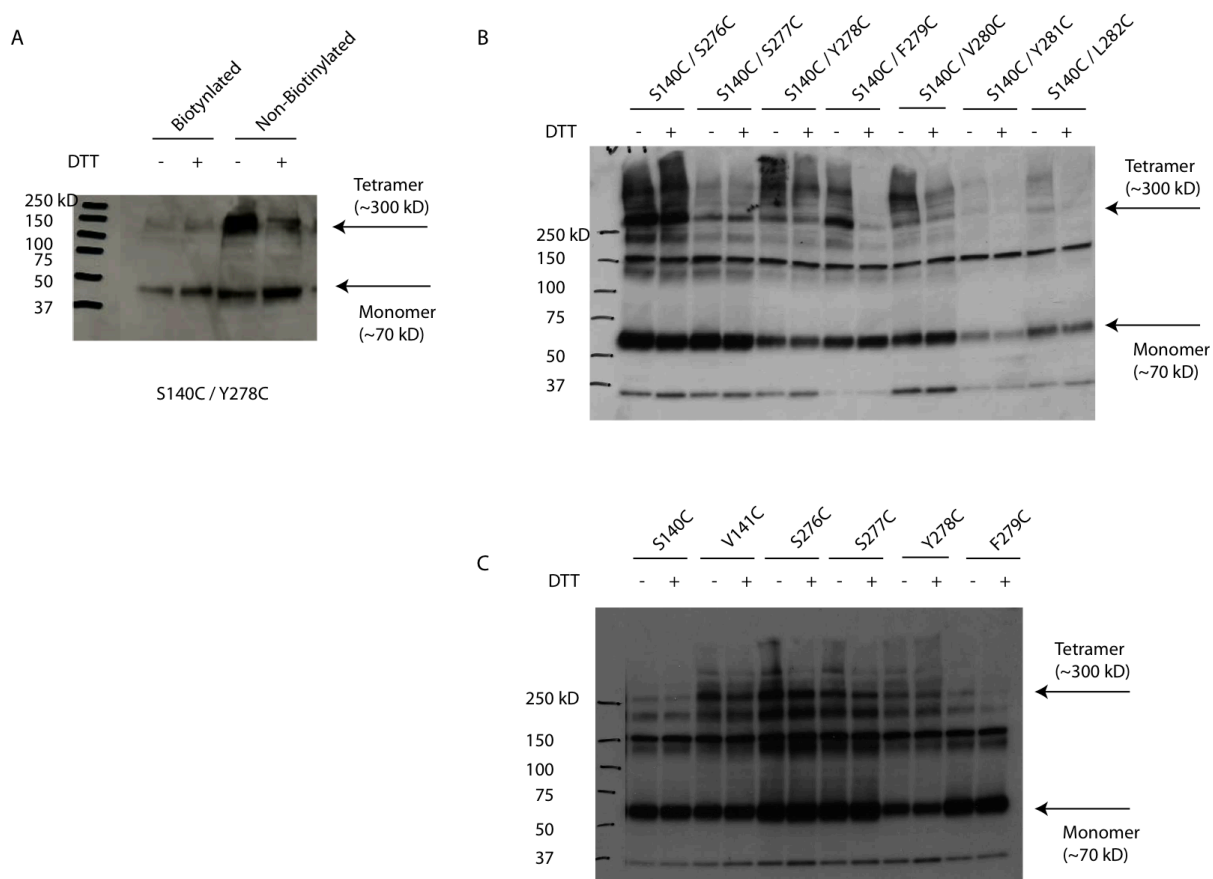 A
Biotynlated
Non-Biotinylated
DTT
- + - +
250 kD
150
100
75
50
37
Tetramer
(~300 kD)
Monomer
(~70 kD)
S140C / Y278C
B
S140C / S276C
S140C / S277C
S140C / Y278C
S140C / F279C
S140C / V280C
S140C / Y281C
S140C / L282C
DTT
- + - + - + - + - + - + - +
250 kD
150
100
75
50
37
Tetramer
(~300 kD)
Monomer
(~70 kD)
C
S140C
V141C
S276C
S277C
Y278C
F279C
DTT
- + - + - + - + - + - +
250 kD
150
100
75
50
37
Tetramer
(~300 kD)
Monomer
(~70 kD)